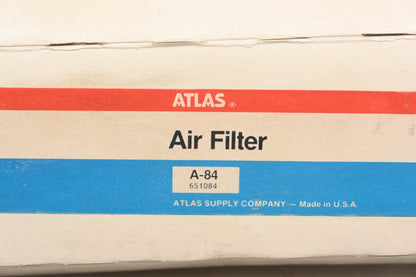 ATLAS®
Air Filter
A-84
651084
ATLAS SUPPLY COMPANY — Made in U.S.A.